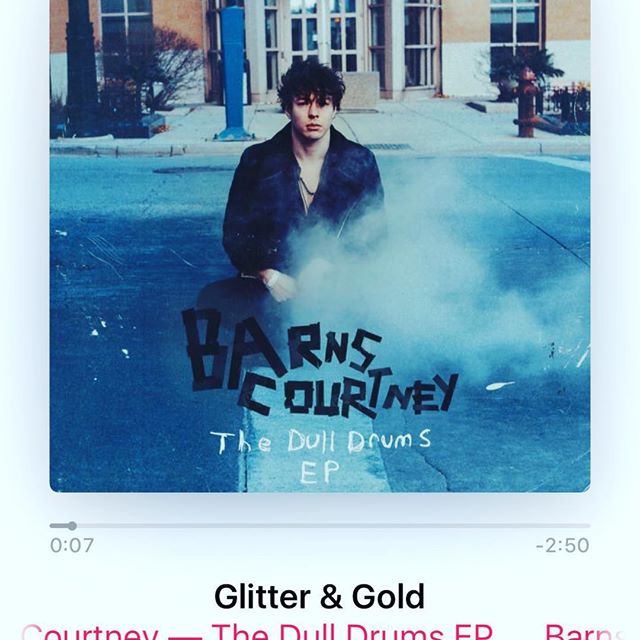 BARNS
COURTNEY
The Dull Drums
EP
0:07
-2:50
Glitter & Gold
Courtney — The Dull Drums EP
Barns